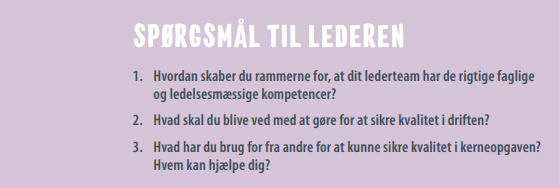 SPØRGSMÅL TIL LEDEREN
1. Hvordan skaber du rammerne for, at dit lederteam har de rigtige faglige
og ledelsesmæssige kompetencer?
2. Hvad skal du blive ved med at gøre for at sikre kvalitet i driften?
3. Hvad har du brug for fra andre for at kunne sikre kvalitet i kerneopgaven?
Hvem kan hjælpe dig?